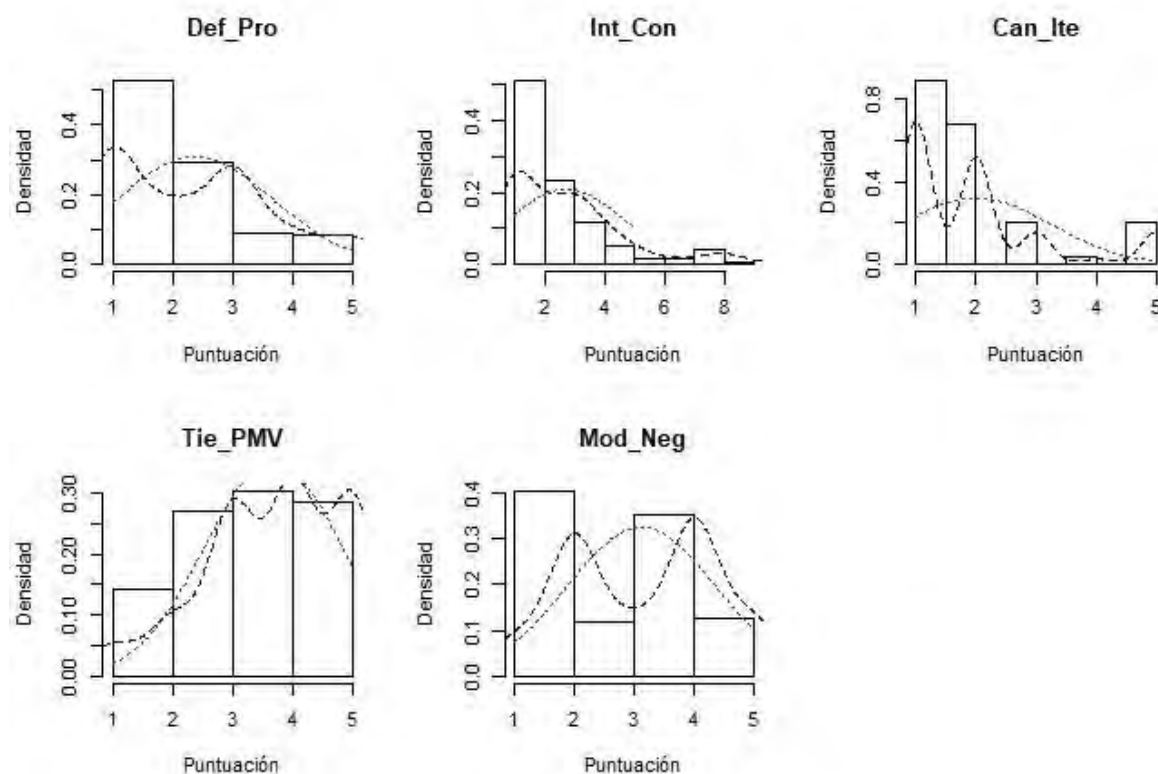 Def_Pro
Densidad
0.0 0.2 0.4
1 2 3 4 5
Puntuación
Int_Con
Densidad
0.0 0.2 0.4
2 4 6 8
Puntuación
Can_Ite
Densidad
0.0 0.4 0.8
1 2 3 4 5
Puntuación
Tie_PMV
Densidad
0.00 0.10 0.20 0.30
1 2 3 4 5
Puntuación
Mod_Neg
Densidad
0.0 0.1 0.2 0.3 0.4
1 2 3 4 5
Puntuación